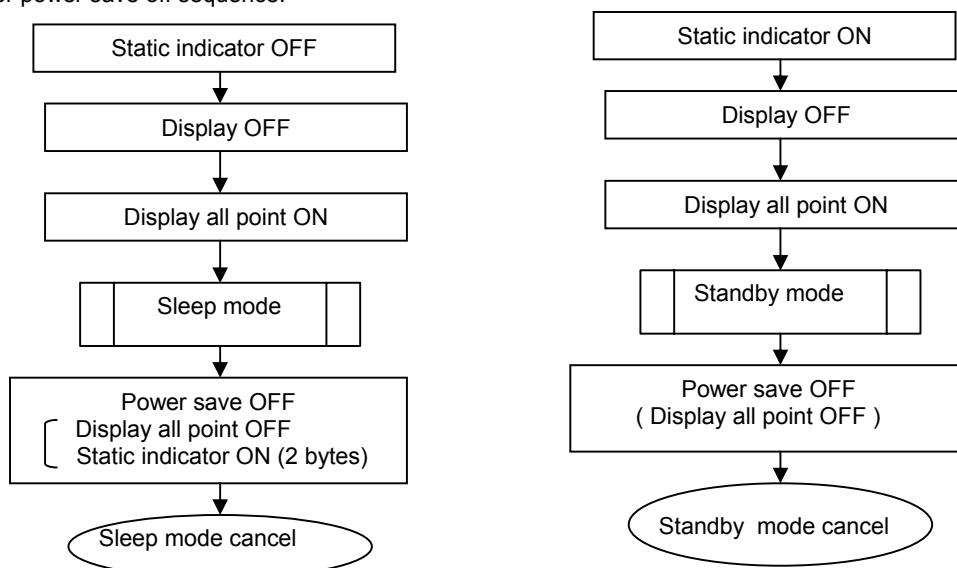 er power save off sequence.
Static indicator OFF
Display OFF
Display all point ON
Sleep mode
Power save OFF
Display all point OFF
Static indicator ON (2 bytes)
Sleep mode cancel
Static indicator ON
Display OFF
Display all point ON
Standby mode
Power save OFF
( Display all point OFF )
Standby mode cancel